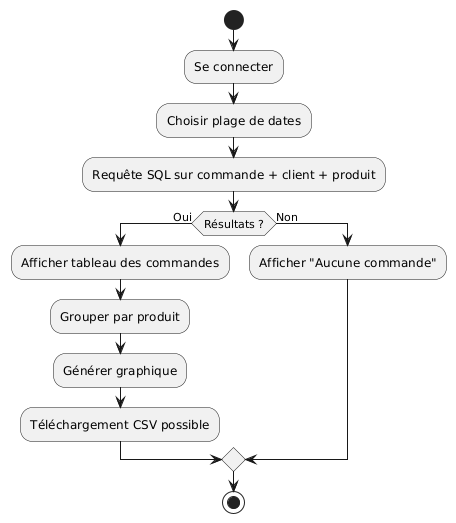 Se connecter
Choisir plage de dates
Requête SQL sur commande + client + produit
Résultats ?
Oui
Non
Afficher tableau des commandes
Afficher "Aucune commande"
Grouper par produit
Générer graphique
Téléchargement CSV possible